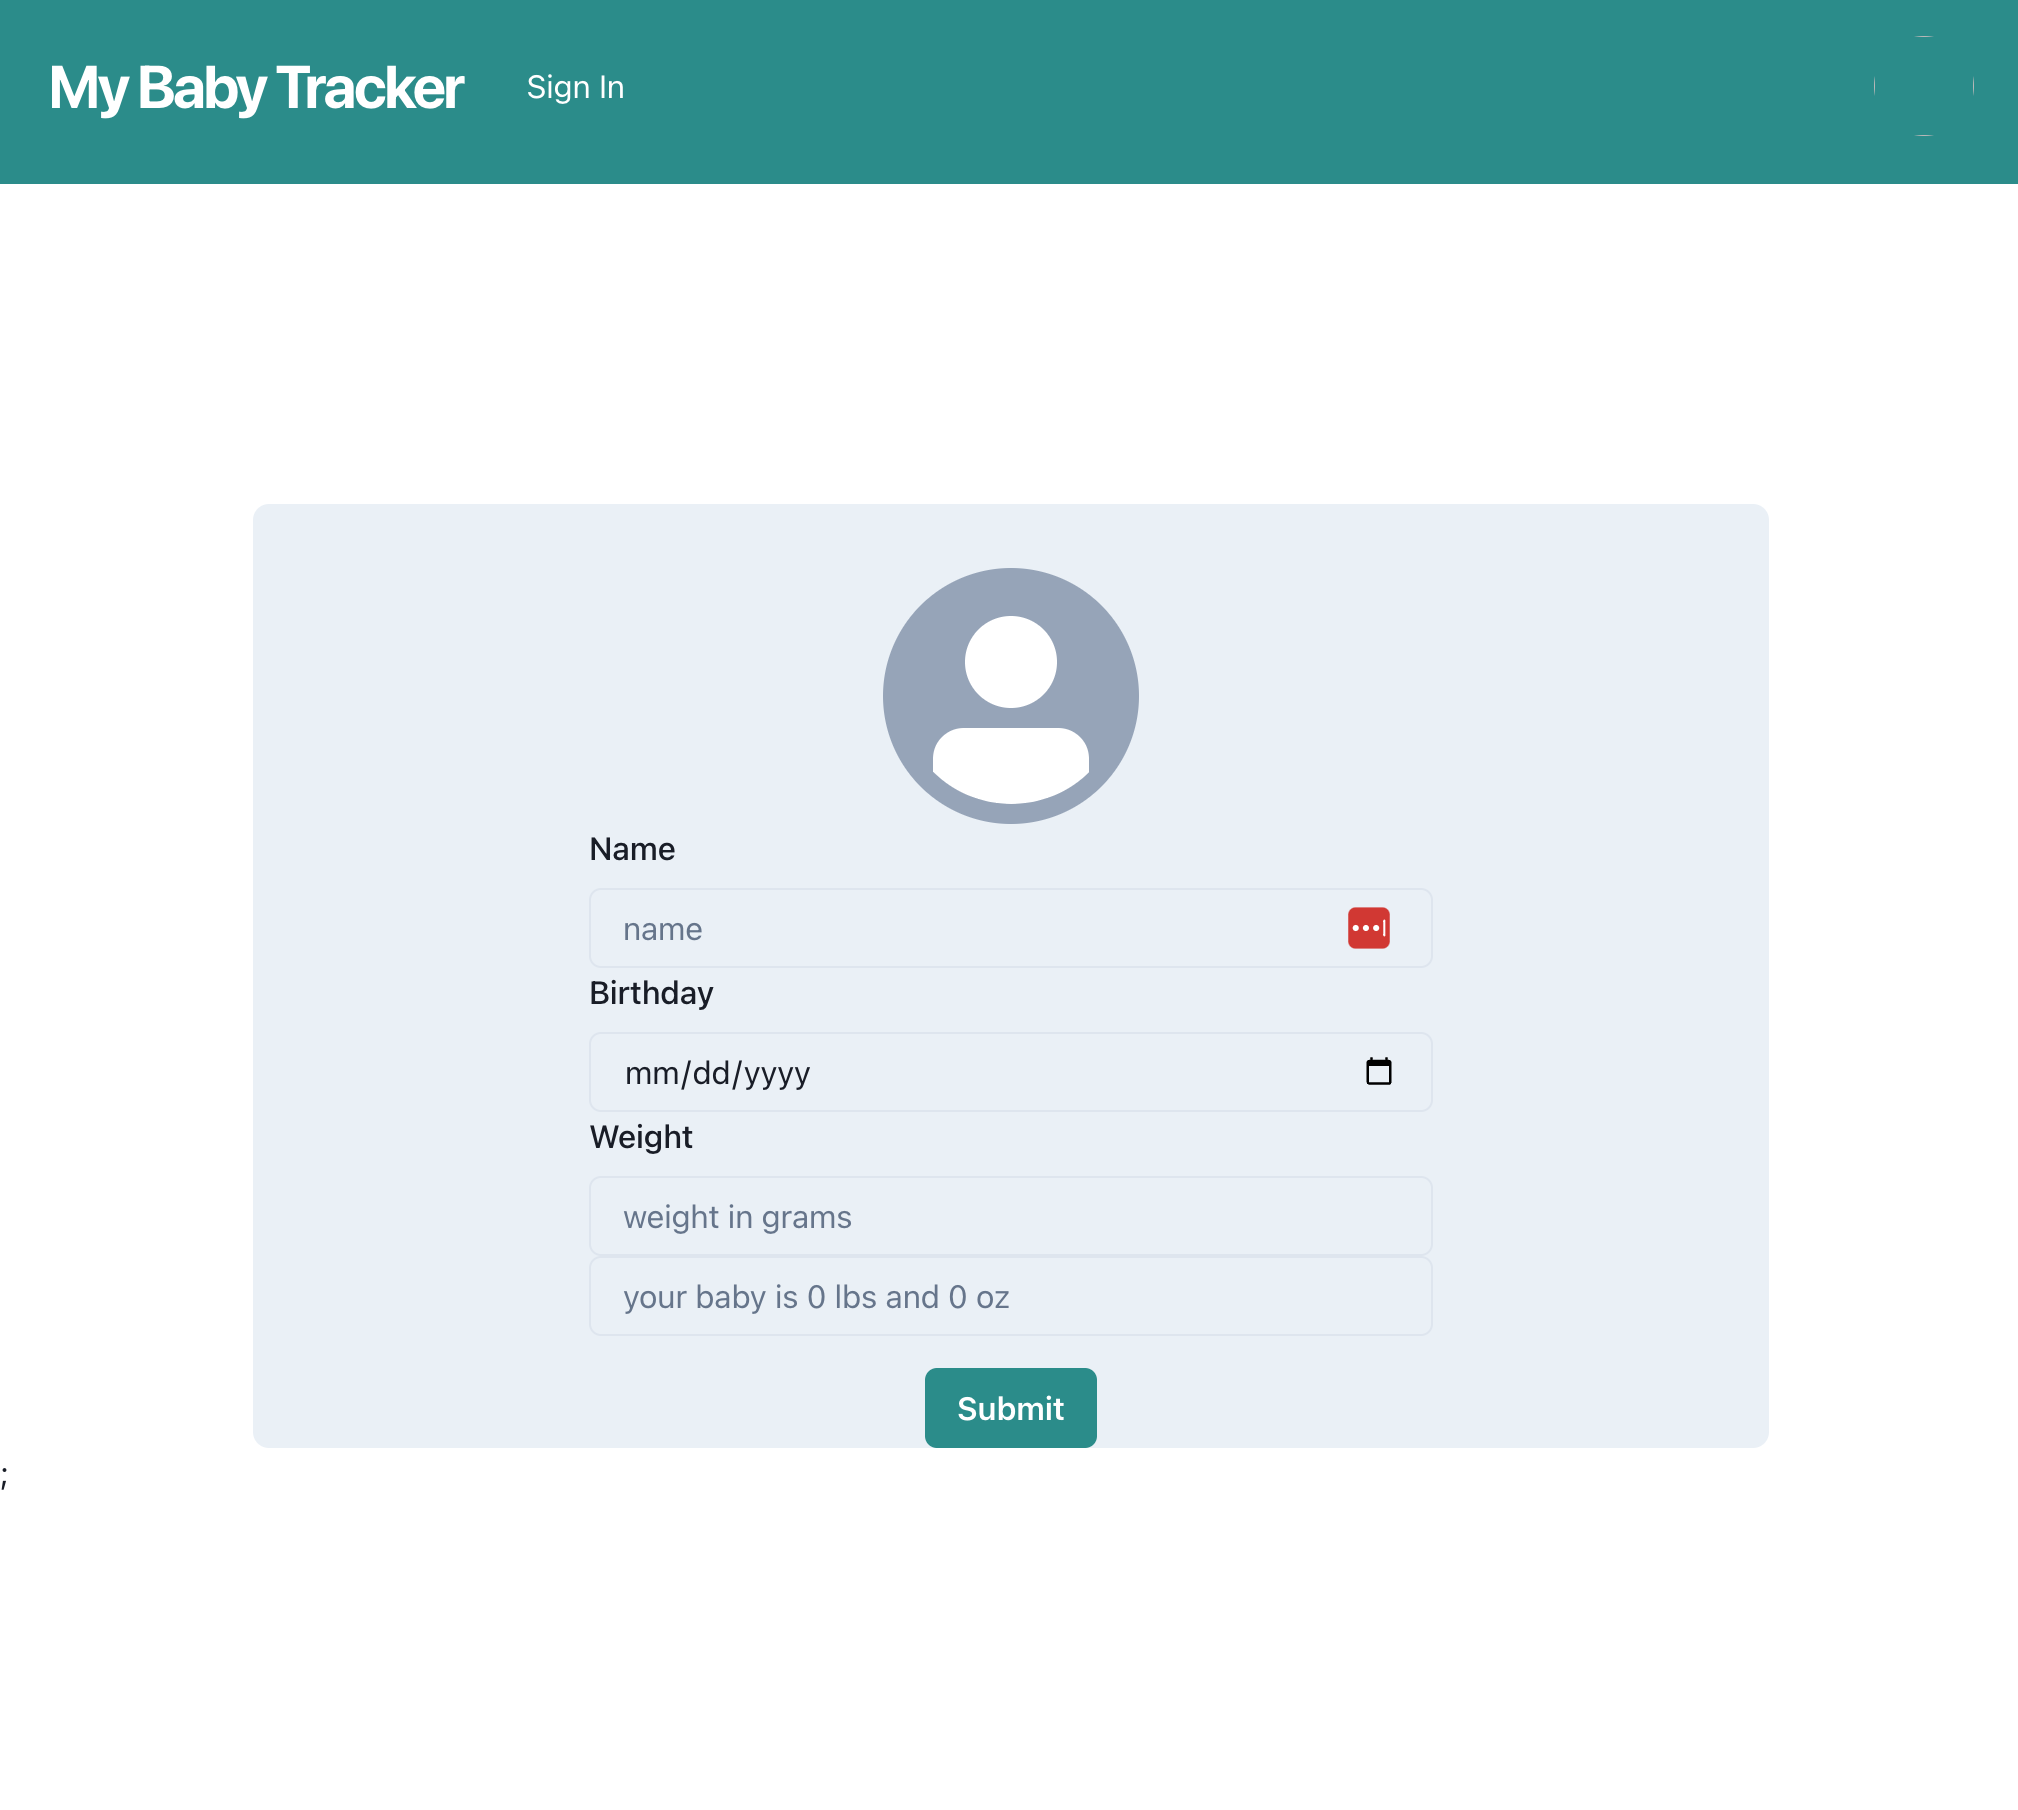 My Baby Tracker Sign In
Name
name
Birthday
mm/dd/yyyy
Weight
weight in grams
your baby is 0 lbs and 0 oz
Submit
;